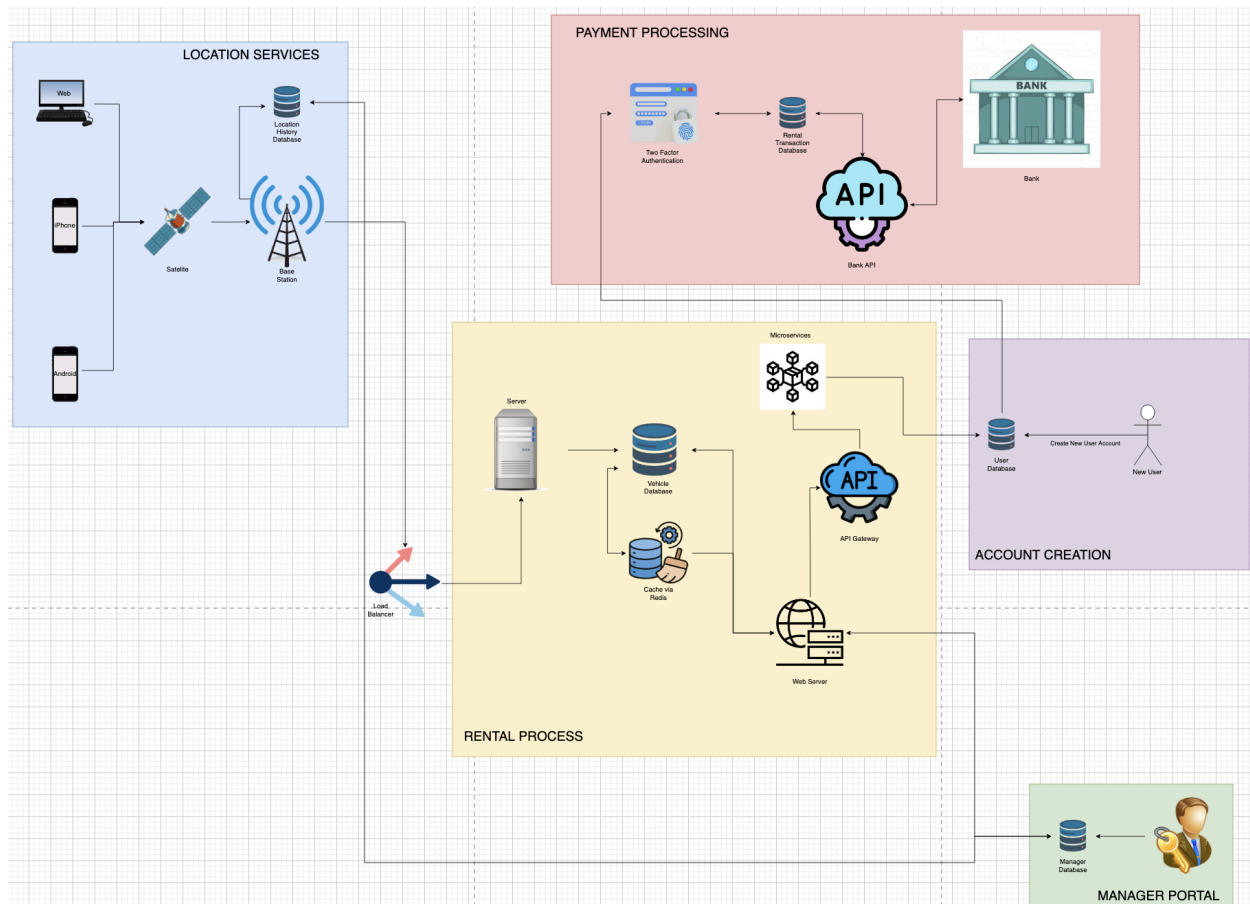 LOCATION SERVICES
Web
Location
History
Database
iPhone
Satelite
Base
Station
Android
PAYMENT PROCESSING
Two Factor
Authentication
Rental
Transaction
Database
API
Bank API
BANK
Bank
Load
Balancer
Server
Vehicle
Database
Cache via
Redis
Microservices
API
API Gateway
Web Server
RENTAL PROCESS
User
Database
Create New User Account
New User
ACCOUNT CREATION
Manager
Database
MANAGER PORTAL